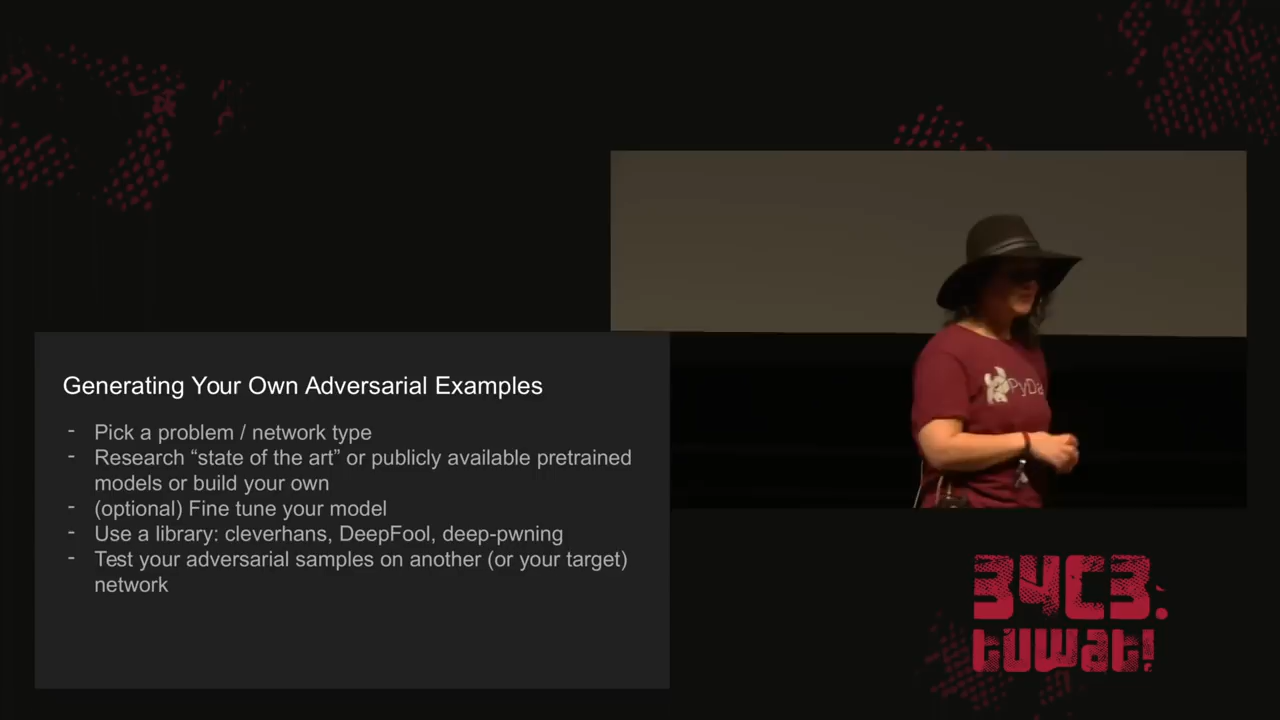 Generating Your Own Adversarial Examples
- Pick a problem / network type
- Research “state of the art” or publicly available pretrained
models or build your own
- (optional) Fine tune your model
- Use a library: cleverhans, DeepFool, deep-pwning
- Test your adversarial samples on another (or your target)
network
PyDa
34C3.
tuwat!